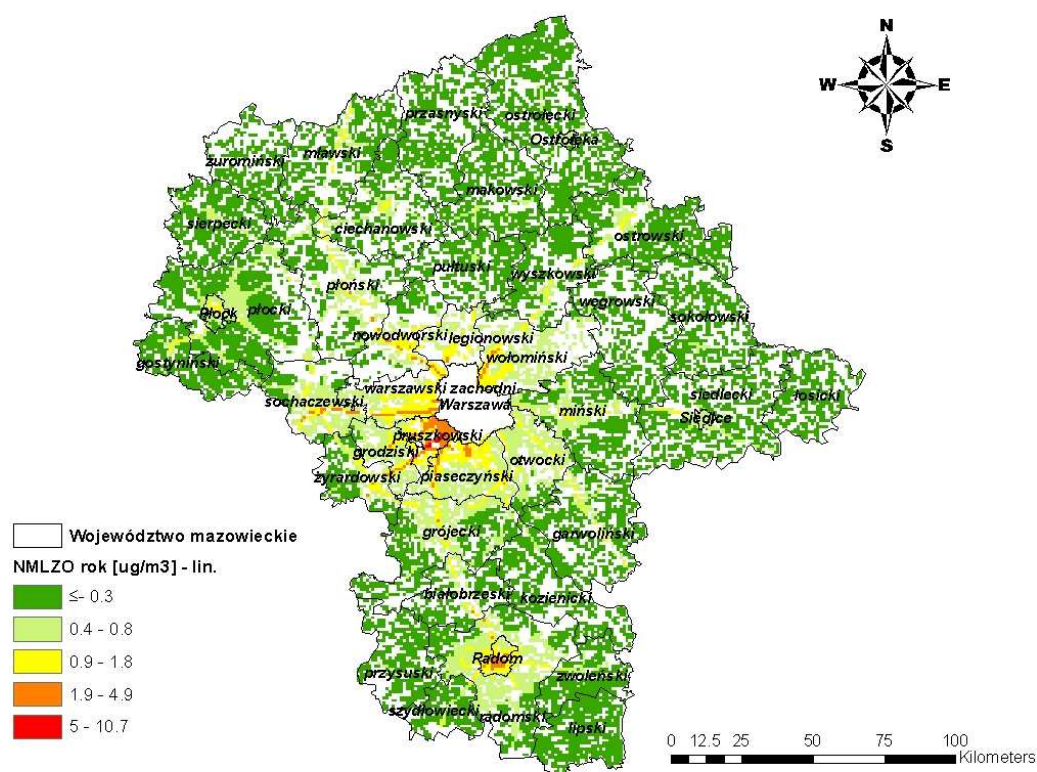 N
W E
S
przasnyski ostrołęcki
Ostrołęka
żuromiński mławski
makowski
sierpecki
ciechanowski
ostrowski
pułtuski wyszkowski
płoński
węgrowski
Płock płocki
sokołowski
nowodworski legionowski
wołomiński
gostyniński
warszawski zachodni
siedlecki łosicki
sochaczewski Warszawa miński
Siedlce
pruszkowski
grodziski otwocki
żyrardowski piaseczyński
grójecki garwoliński
Województwo mazowieckie
NMLZO rok [ug/m3] - lin.
≤- 0.3
0.4 - 0.8
0.9 - 1.8
1.9 - 4.9
5 - 10.7
białobrzeski kozienicki
Radom
przysuski zwoleński
szydłowiecki radomski
lipski
0 12.5 25 50 75 100
Kilometers